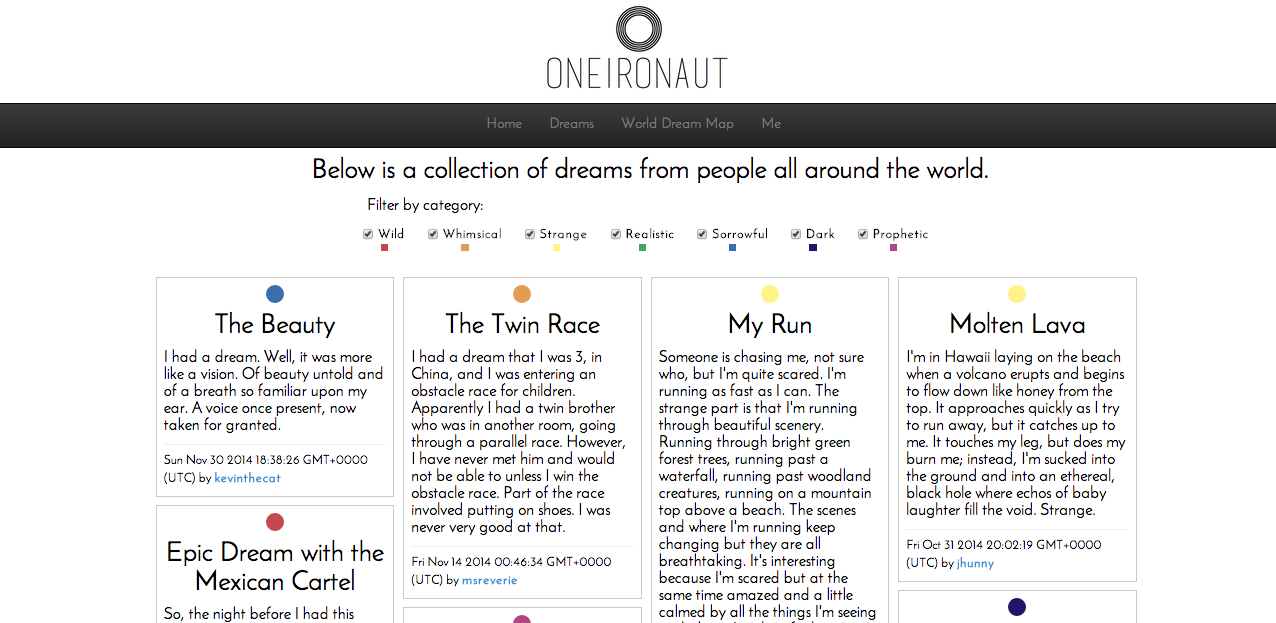 ONEIRONAUT
Home Dreams World Dream Map Me
Below is a collection of dreams from people all around the world.
Filter by category:
Wild Whimsical Strange Realistic Sorrowful Dark Prophetic
The Beauty
I had a dream. Well, it was more
like a vision. Of beauty untold and
of a breath so familiar upon my
ear. A voice once present, now
taken for granted.
Sun Nov 30 2014 18:38:26 GMT+0000
(UTC) by kevinthecat
Epic Dream with the
Mexican Cartel
So, the night before I had this
The Twin Race
I had a dream that I was 3, in
China, and I was entering an
obstacle race for children.
Apparently I had a twin brother
who was in another room, going
through a parallel race. However,
I have never met him and would
not be able to unless I win the
obstacle race. Part of the race
involved putting on shoes. I was
never very good at that.
Fri Nov 14 2014 00:46:34 GMT+0000
(UTC) by msreverie
My Run
Someone is chasing me, not sure
who, but I'm quite scared. I'm
running as fast as I can. The
strange part is that I'm running
through beautiful scenery.
Running through bright green
forest trees, running past a
waterfall, running past woodland
creatures, running on a mountain
top above a beach. The scenes
and where I'm running keep
changing but they are all
breathtaking. It's interesting
because I'm scared but at the
same time amazed and a little
calmed by all the things I'm seeing
Molten Lava
I'm in Hawaii laying on the beach
when a volcano erupts and begins
to flow down like honey from the
top. It approaches quickly as I try
to run away, but it catches up to
me. It touches my leg, but does my
burn me; instead, I'm sucked into
the ground and into an ethereal,
black hole where echos of baby
laughter fill the void. Strange.
Fri Oct 31 2014 20:02:19 GMT+0000
(UTC) by jhunny